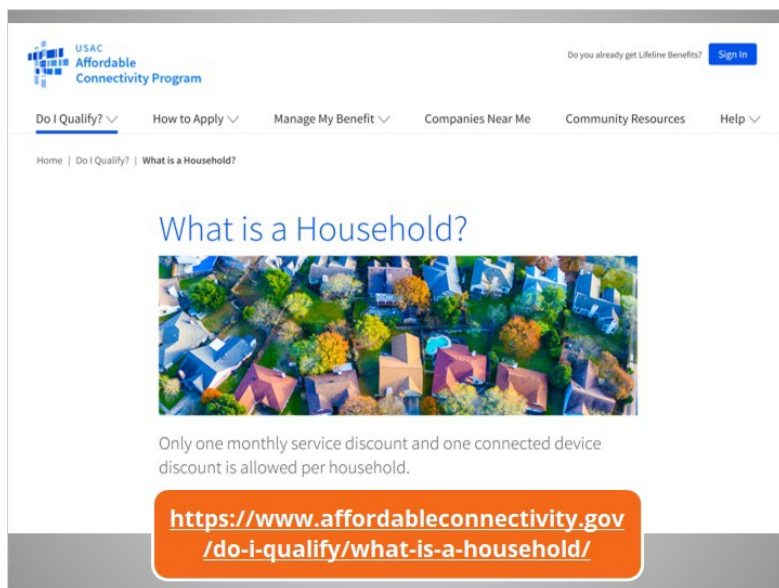 USAC
Affordable
Connectivity Program
Do you already get Lifeline Benefits? Sign In
Do I Qualify? How to Apply Manage My Benefit Companies Near Me Community Resources Help
Home | Do I Qualify? | What is a Household?
What is a Household?
Only one monthly service discount and one connected device
discount is allowed per household.
https://www.affordableconnectivity.gov
/do-i-qualify/what-is-a-household/